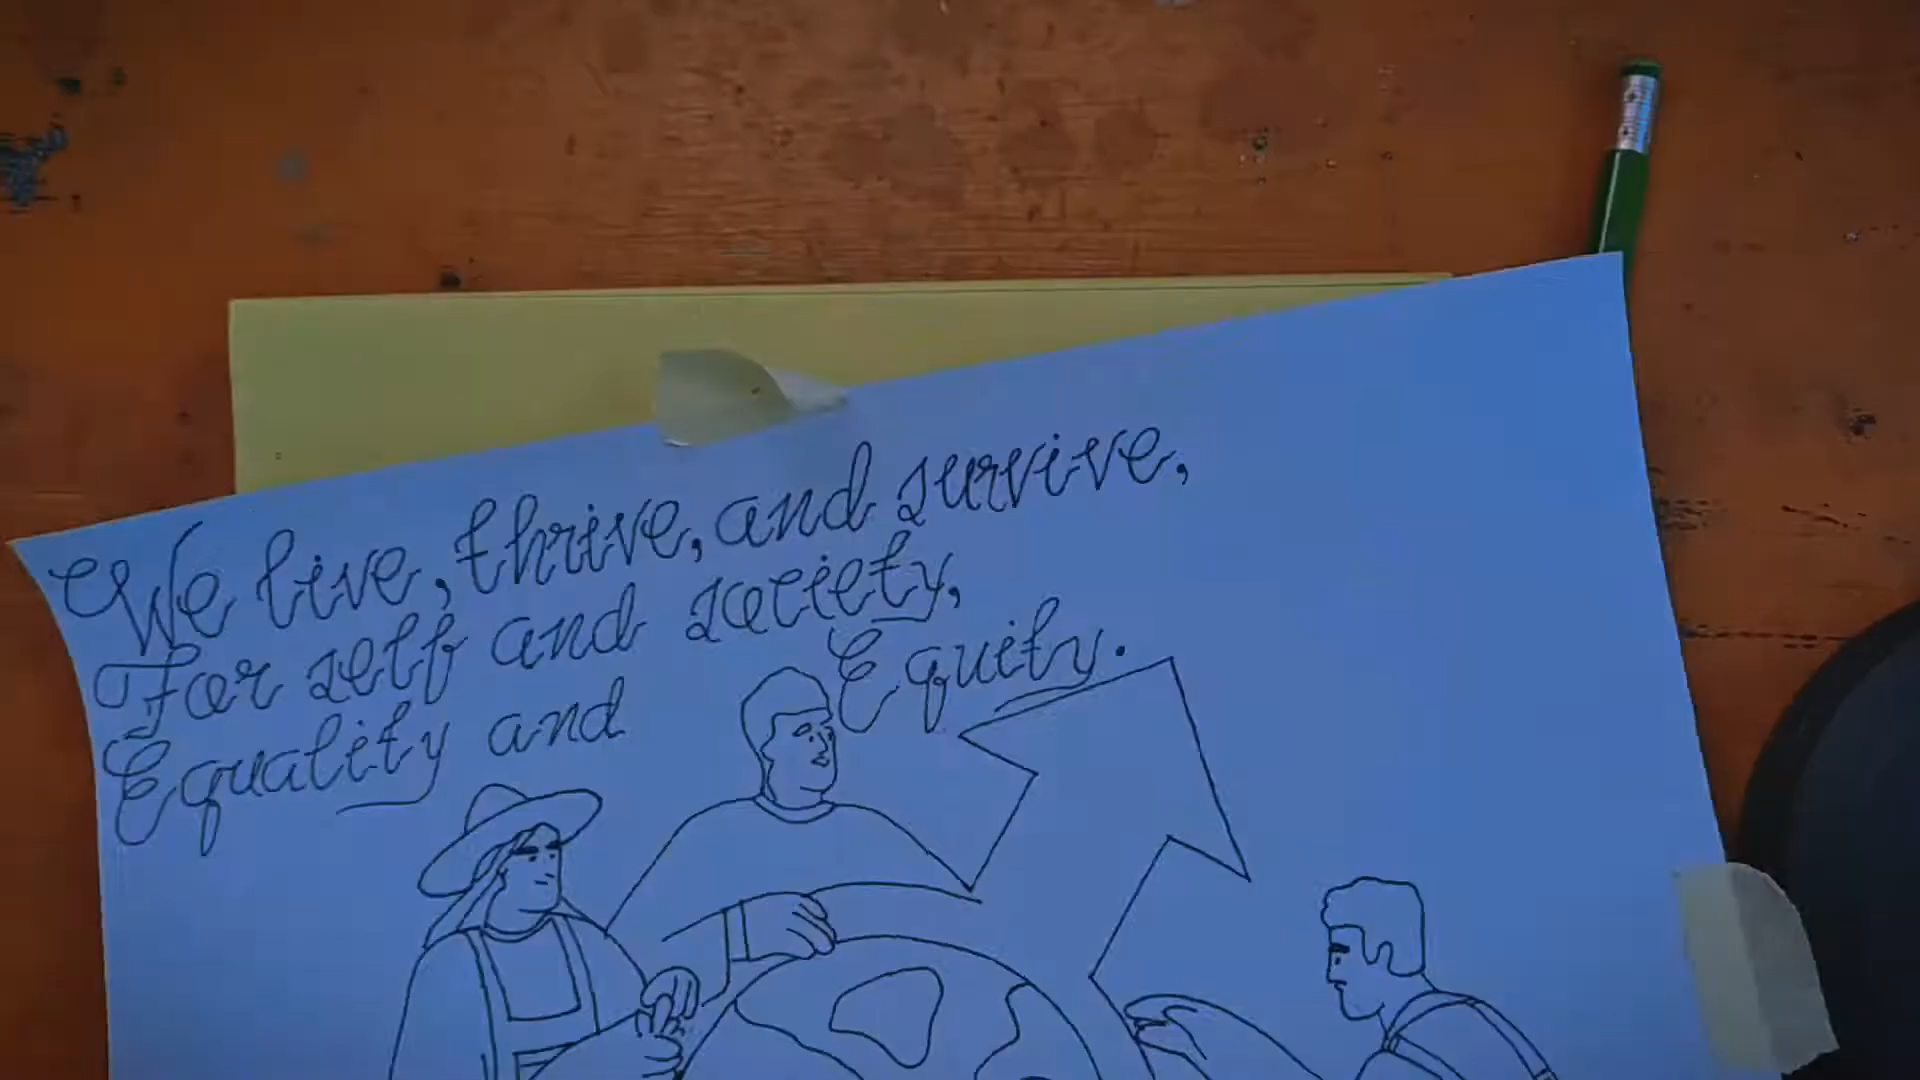 We live, thrive, and survive,
For self and society,
Equality and Equity.